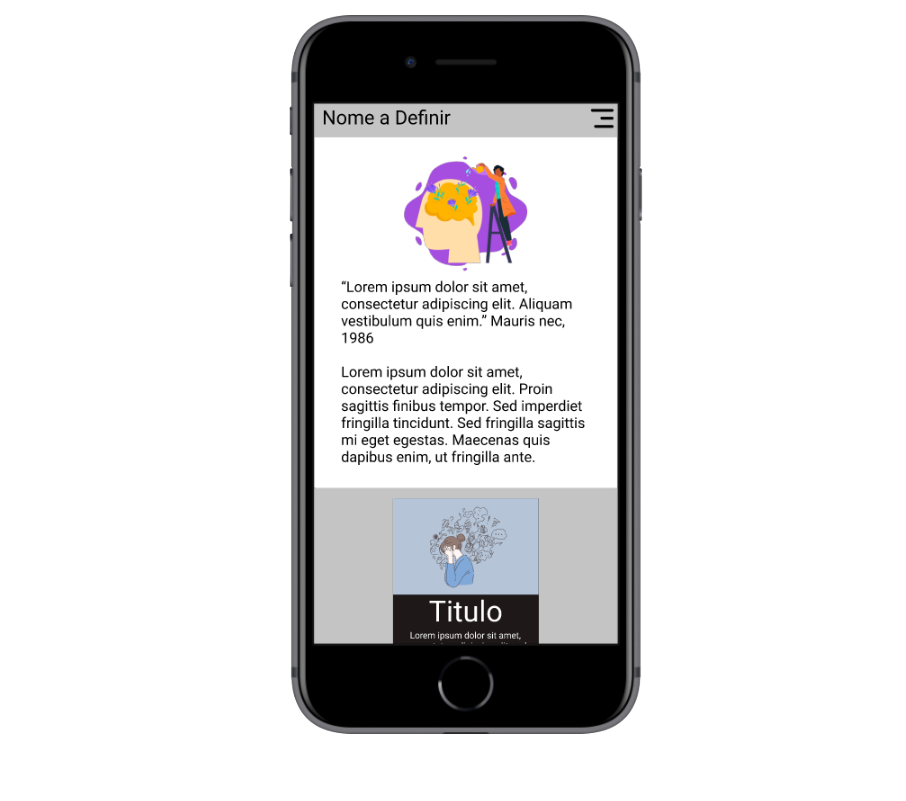 Nome a Definir
“Lorem ipsum dolor sit amet,
consectetur adipiscing elit. Aliquam
vestibulum quis enim.” Mauris nec,
1986
Lorem ipsum dolor sit amet,
consectetur adipiscing elit. Proin
sagittis finibus tempor. Sed imperdiet
fringilla tincidunt. Sed fringilla sagittis
mi eget egestas. Maecenas quis
dapibus enim, ut fringilla ante.
Titulo
Lorem ipsum dolor sit amet,